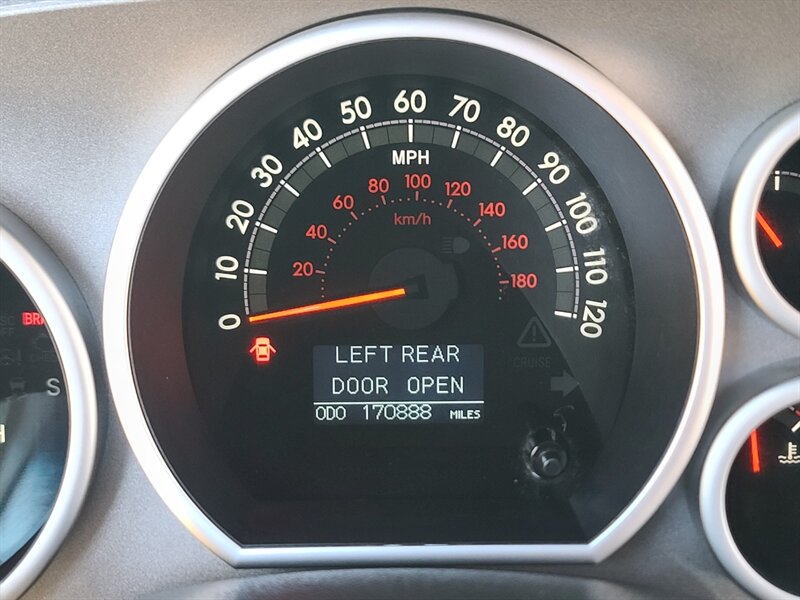 0 10 20 30 40 50 60 70 80 90 100 110 120
MPH
20 40 60 80 100 120 140 160 180
km/h
BRA
S
H
CRUISE
LEFT REAR
DOOR OPEN
ODO 170888 MILES